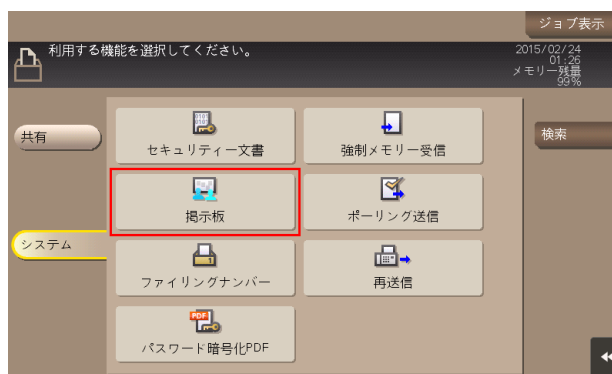 ジョブ表示
利用する機能を選択してください。
2015/02/24
01:26
メモリー残量
99%
共有
システム
セキュリティー文書
強制メモリー受信
掲示板
ポーリング送信
ファイリングナンバー
再送信
パスワード暗号化PDF
検索